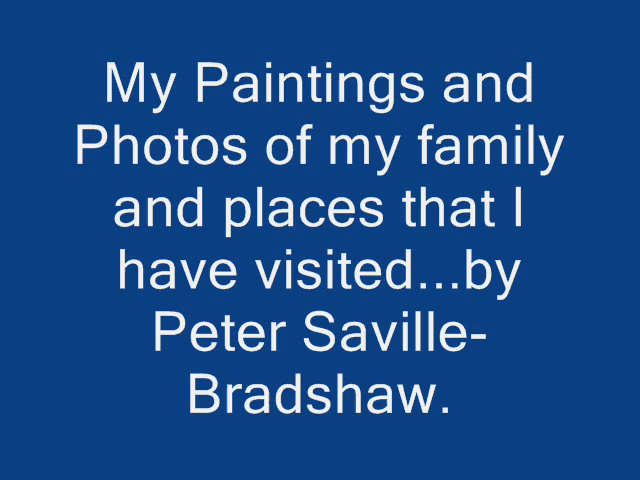 My Paintings and
Photos of my family
and places that I
have visited...by
Peter Saville-
Bradshaw.